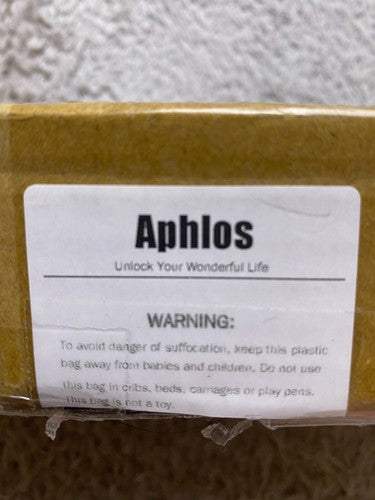 Aphlos
Unlock Your Wonderful Life
WARNING:
To avoid danger of suffocation, keep this plastic
bag away from babies and children. Do not use
this bag in cribs, beds, carriages or play pens.
This bag is not a toy.